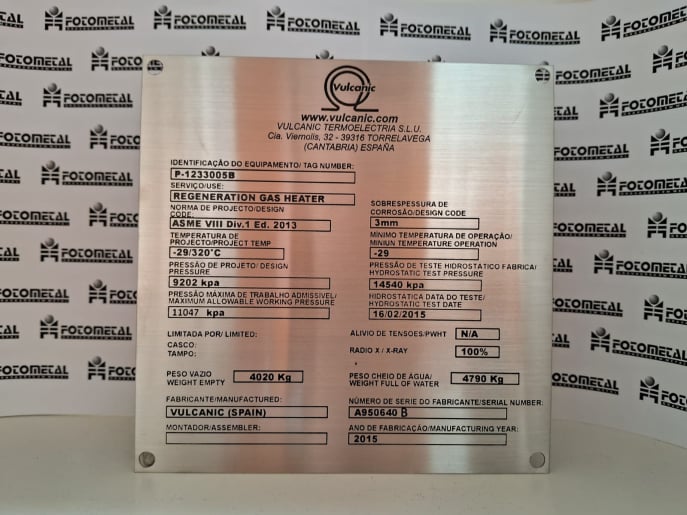 FOTOMETAL
Vulcanic
www.vulcanic.com
VULCANIC TERMOELECTRIA S.L.U.
Cia. Viernolis, 32 - 39316 TORRELAVEGA
(CANTABRIA) ESPAÑA
IDENTIFICAÇÃO DO EQUIPAMENTO/ TAG NUMBER:
P-1233005B
SERVIÇO/USE:
REGENERATION GAS HEATER
NORMA DE PROJECTO/DESIGN
CODE:
ASME VIII Div.1 Ed. 2013
SOBRESPESSURA DE
CORROSÃO/DESIGN CODE
3mm
TEMPERATURA DE
PROJECTO/PROJECT TEMP
-29/320°C
MÍNIMO TEMPERATURA DE OPERAÇÃO/
MINIUN TEMPERATURE OPERATION
-29
PRESSÃO DE PROJETO/ DESIGN
PRESSURE
9202 kpa
PRESSÃO DE TESTE HIDROSTÁTICO FABRICA/
HYDROSTATIC TEST PRESSURE
14540 kpa
PRESSÃO MAXIMA DE TRABALHO ADMISSIVEL/
MAXIMUM ALLOWABLE WORKING PRESSURE
11047 kpa
HIDROSTATICA DATA DO TESTE/
HYDROSTATIC TEST DATE
16/02/2015
LIMITADA POR/ LIMITED:
CASCO:
TAMPO:
ALIVIO DE TENSOES/PWHT
N/A
RADIO X / X-RAY
100%
PESO VAZIO
WEIGHT EMPTY
4020 Kg
PESO CHEIO DE AGUA/
WEIGHT FULL OF WATER
4790 Kg
FABRICANTE/MANUFACTURED:
VULCANIC (SPAIN)
NÚMERO DE SERIE DO FABRICANTE/SERIAL NUMBER:
A950640 B
MONTADOR/ASSEMBLER:
ANO DE FABRICAÇÃO/MANUFACTURING YEAR:
2015